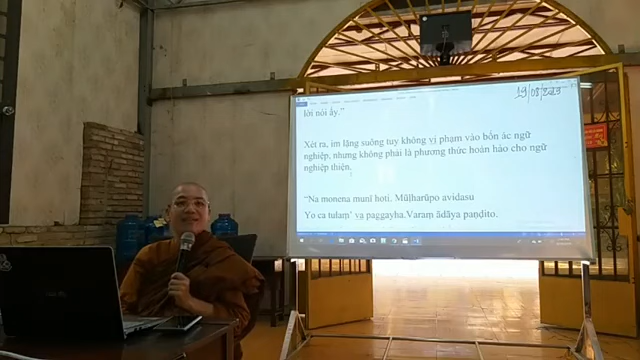 19/08/2023
lời nói ấy.”
Xét ra, im lặng suông tuy không vị phạm vào bốn ác ngữ
nghiệp, nhưng không phải là phương thức hoàn hảo cho ngữ
nghiệp thiện.
“Na monena munī hoti. Mūḷharūpo avidasu
Yo ca tulaṃ’ va paggayha.Varaṃ ādāya paṇḍito.